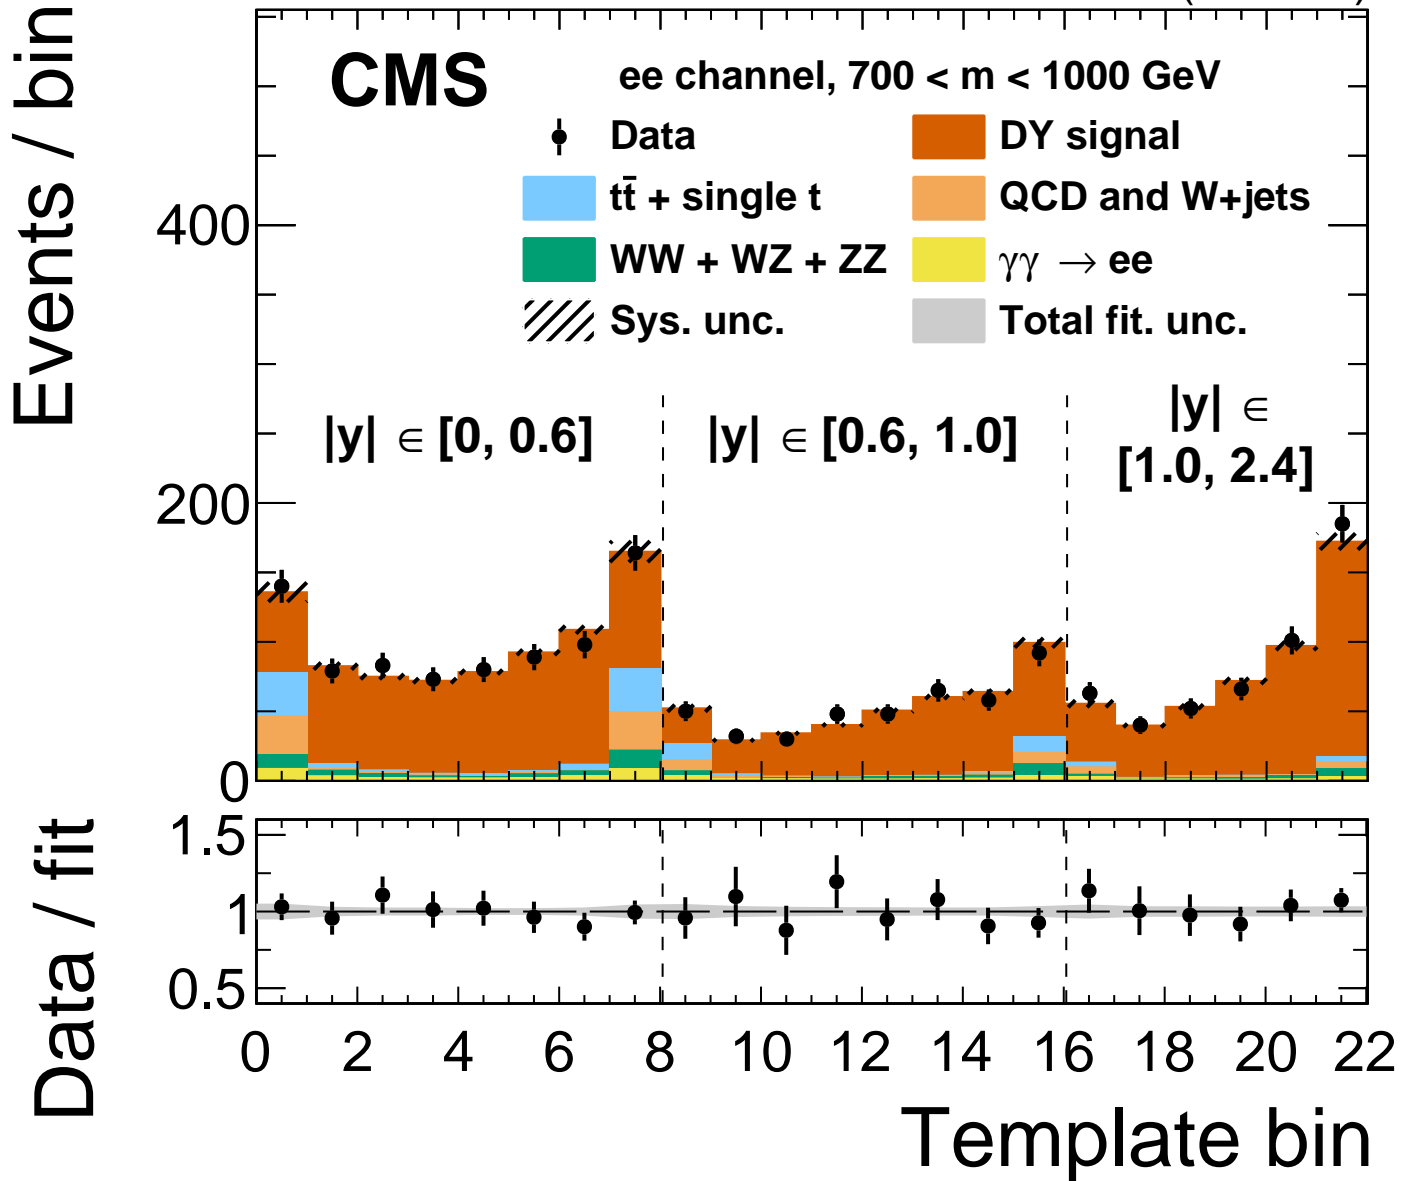 CMS
ee channel, 700 < m < 1000 GeV
Data
DY signal
tt̄ + single t
QCD and W+jets
WW + WZ + ZZ
γγ → ee
Sys. unc.
Total fit. unc.
Events / bin
400
200
0
|y| ∈ [0, 0.6]
|y| ∈ [0.6, 1.0]
|y| ∈
[1.0, 2.4]
Data / fit
1.5
1
0.5
0 2 4 6 8 10 12 14 16 18 20 22
Template bin